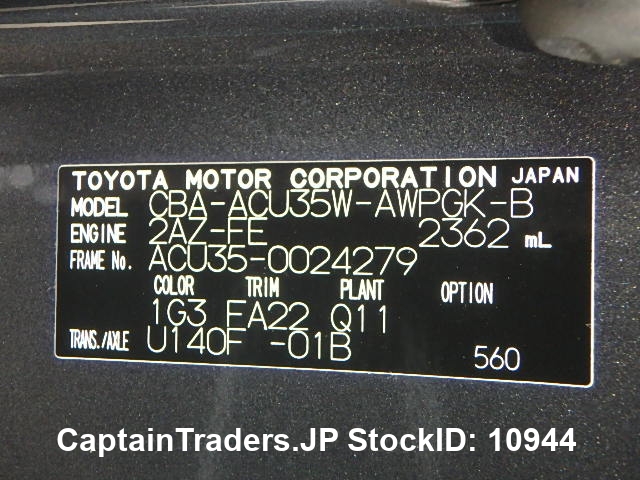 TOYOTA MOTOR CORPORATION JAPAN
MODEL CBA-ACU35W-AWPGK-B
ENGINE 2AZ-FE 2362 mL
FRAME No. ACU35-0024279
COLOR TRIM PLANT OPTION
1G3 FA22 Q11
TRANS./AXLE U140F -01B
560
CaptainTraders.JP StockID: 10944